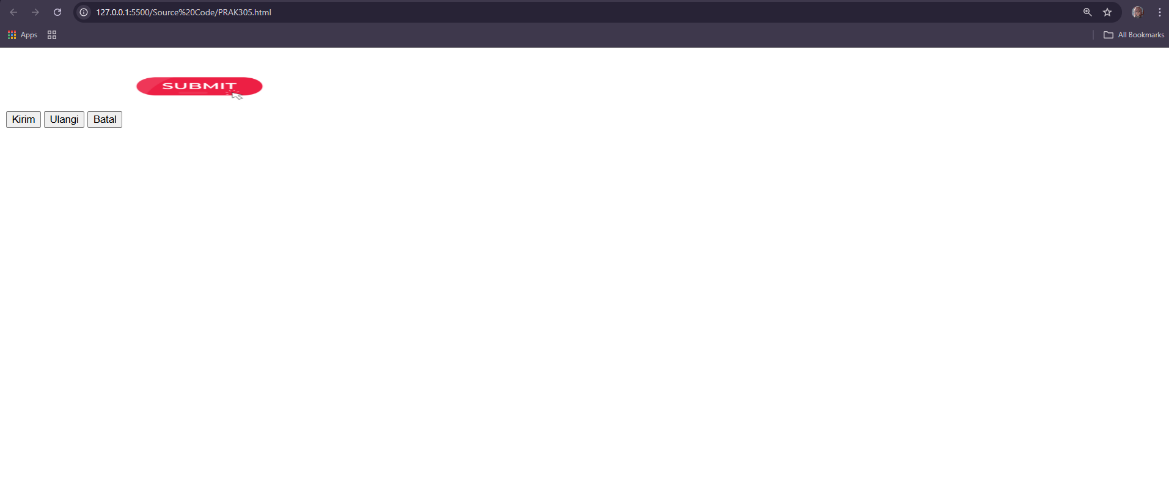 127.0.0.1:5500/Source%20Code/PRAK305.html
Apps
All Bookmarks
SUBMIT
Kirim Ulangi Batal